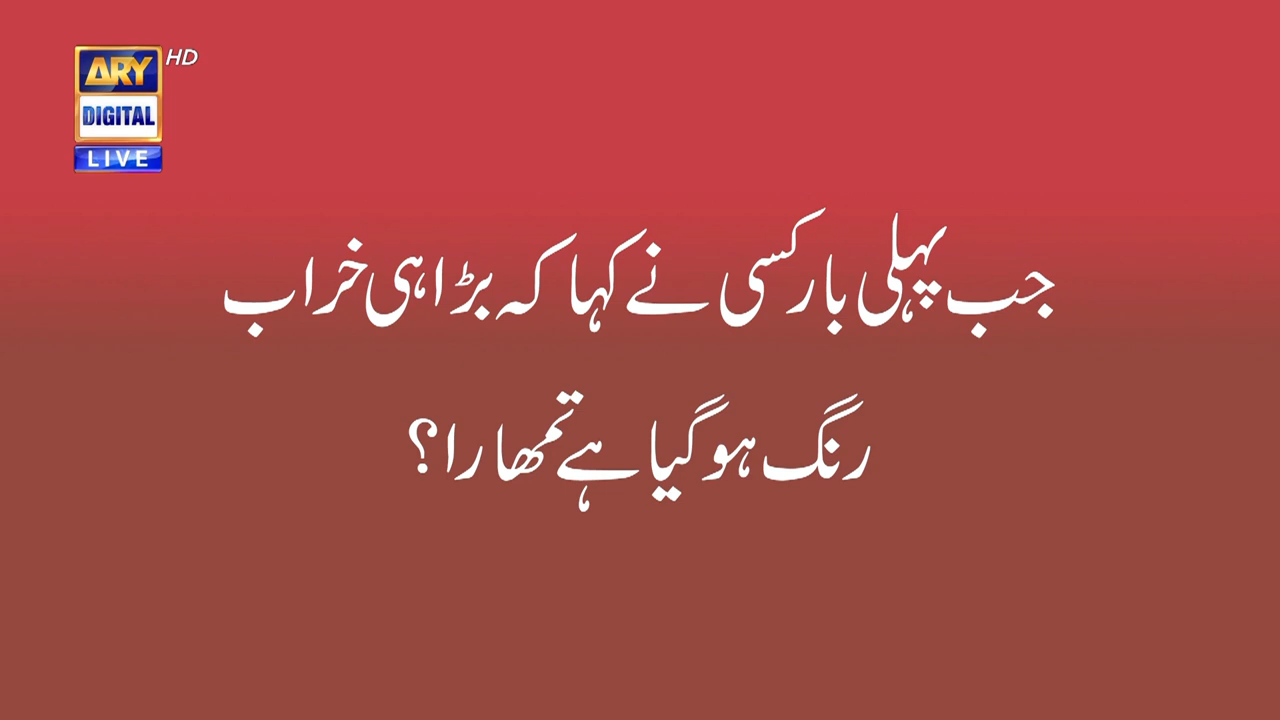 ARY HD
DIGITAL
LIVE
جب پہلی بار کسی نے کہا کہ بڑا ہی خراب
رنگ ہو گیا ہے تمھارا؟